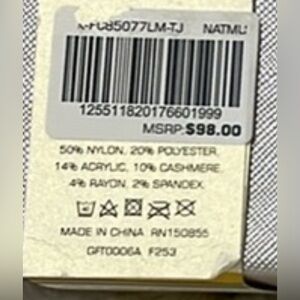 -FC85077LM-TJ NATMU
125511820176601999
MSRP:$98.00
50% NYLON, 20% POLYESTER,
14% ACRYLIC, 10% CASHMERE,
4% RAYON, 2% SPANDEX.
MADE IN CHINA RN150855
GFT0006A F253